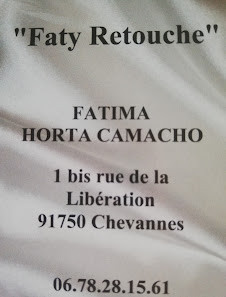 "Faty Retouche"
FATIMA
HORTA CAMACHO
1 bis rue de la
Libération
91750 Chevannes
06.78.28.15.61